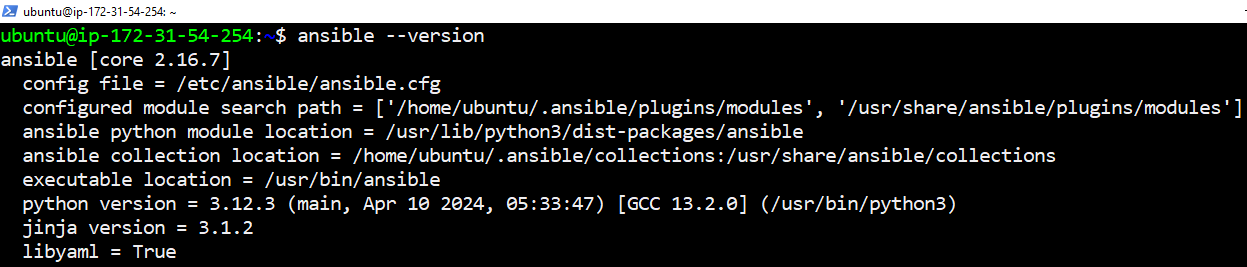 ubuntu@ip-172-31-54-254: ~
ubuntu@ip-172-31-54-254:~$ ansible --version
ansible [core 2.16.7]
  config file = /etc/ansible/ansible.cfg
  configured module search path = ['/home/ubuntu/.ansible/plugins/modules', '/usr/share/ansible/plugins/modules']
  ansible python module location = /usr/lib/python3/dist-packages/ansible
  ansible collection location = /home/ubuntu/.ansible/collections:/usr/share/ansible/collections
  executable location = /usr/bin/ansible
  python version = 3.12.3 (main, Apr 10 2024, 05:33:47) [GCC 13.2.0] (/usr/bin/python3)
  jinja version = 3.1.2
  libyaml = True